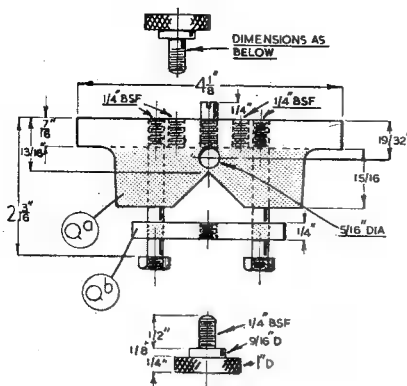 DIMENSIONS AS
BELOW
4 1/8"
1/4" BSF
1/4"
1/4" BSF
7/8"
13/16"
19/32"
15/16
2 3/16"
5/16" DIA
Qa
Qb
1/4"
1/4" BSF
1/2"
9/16" D
1/8"
1/4"
1" D